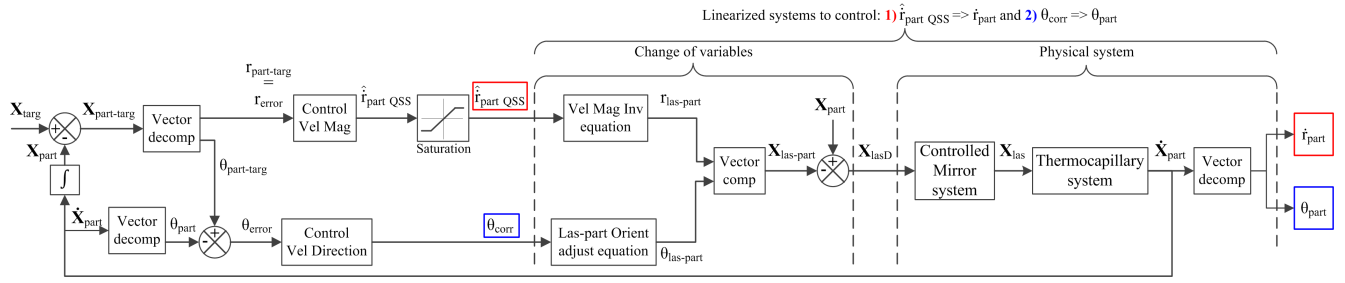 Linearized systems to control: 1) r̂̇part QSS => ṙpart and 2) θcorr => θpart
Change of variables
Physical system
rpart-targ
=
rerror
Xtarg
+
-
Xpart-targ
Vector
decomp
Control
Vel Mag
r̂̇part QSS
Saturation
r̂̇part QSS
Vel Mag Inv
equation
rlas-part
Xpart
Xpart
∫
θpart-targ
Vector
comp
Xlas-part
+
-
XlasD
Controlled
Mirror
system
Xlas
Thermocapillary
system
Ẋpart
Vector
decomp
ṙpart
θpart
Ẋpart
Vector
decomp
θpart
-
+
θerror
Control
Vel Direction
θcorr
Las-part Orient
adjust equation
θlas-part